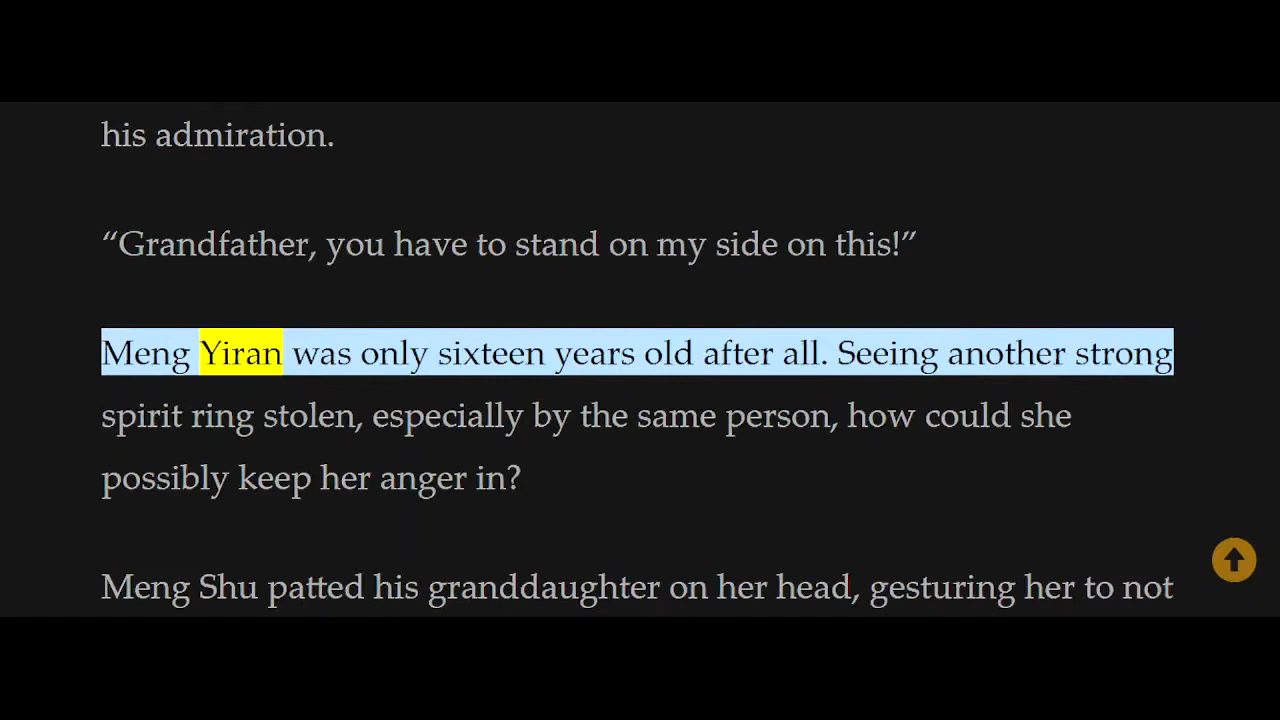 his admiration.
“Grandfather, you have to stand on my side on this!”
Meng Yiran was only sixteen years old after all. Seeing another strong
spirit ring stolen, especially by the same person, how could she
possibly keep her anger in?
Meng Shu patted his granddaughter on her head, gesturing her to not